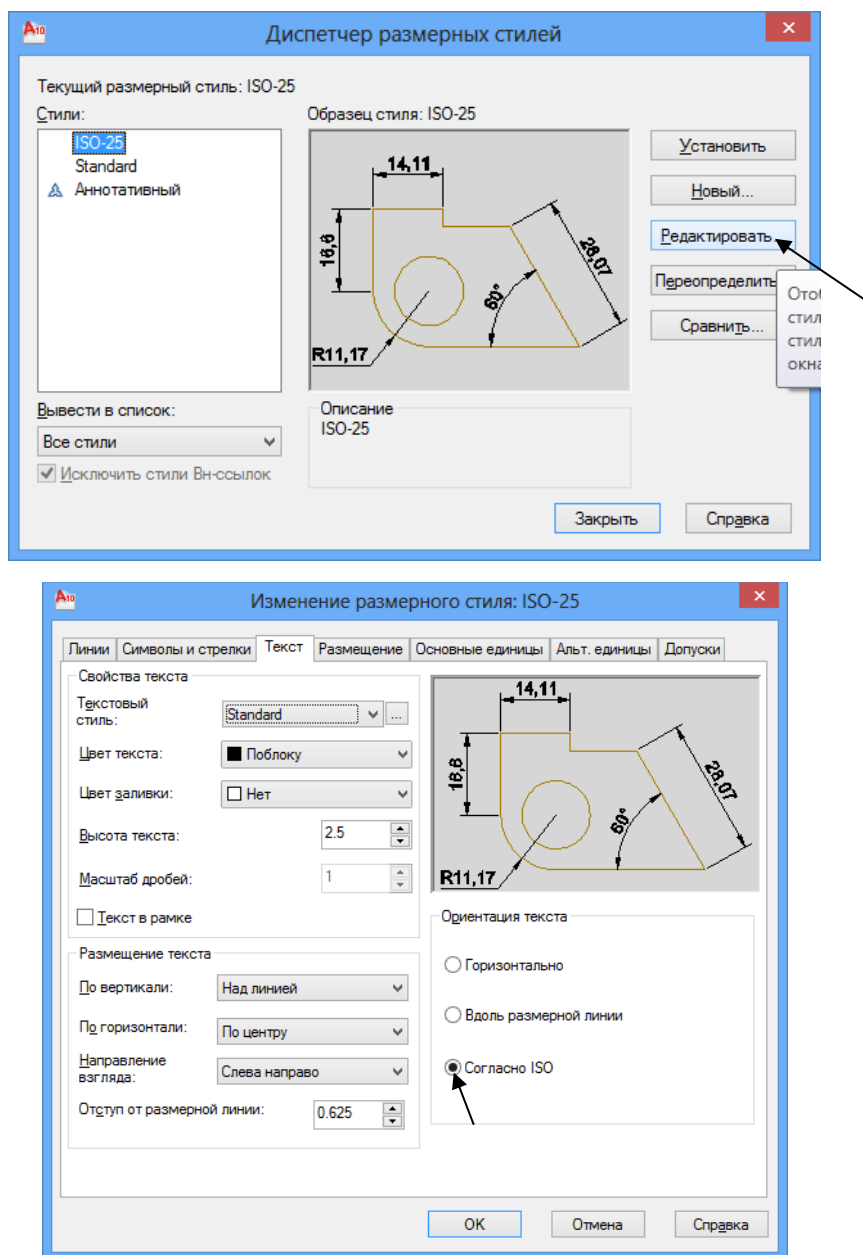 A10
Диспетчер размерных стилей
Текущий размерный стиль: ISO-25
Стили:
Образец стиля: ISO-25
ISO-25
Standard
Аннотативный
14,11
16,6
28,07
60°
R11,17
Установить
Новый...
Редактировать...
Переопределить
Сравнить...
Ото
стил
стил
окна
Вывести в список:
Все стили
Исключить стили Вн-ссылок
Описание
ISO-25
Закрыть
Справка
A10
Изменение размерного стиля: ISO-25
Линии Символы и стрелки Текст Размещение Основные единицы Альт. единицы Допуски
Свойства текста
Текстовый
стиль:
Standard
...
Цвет текста:
Поблоку
Цвет заливки:
Нет
Высота текста:
2.5
Масштаб дробей:
1
Текст в рамке
14,11
16,6
28,07
60°
R11,17
Размещение текста
По вертикали:
Над линией
По горизонтали:
По центру
Направление
взгляда:
Слева направо
Отступ от размерной линии:
0.625
Ориентация текста
Горизонтально
Вдоль размерной линии
Согласно ISO
OK
Отмена
Справка